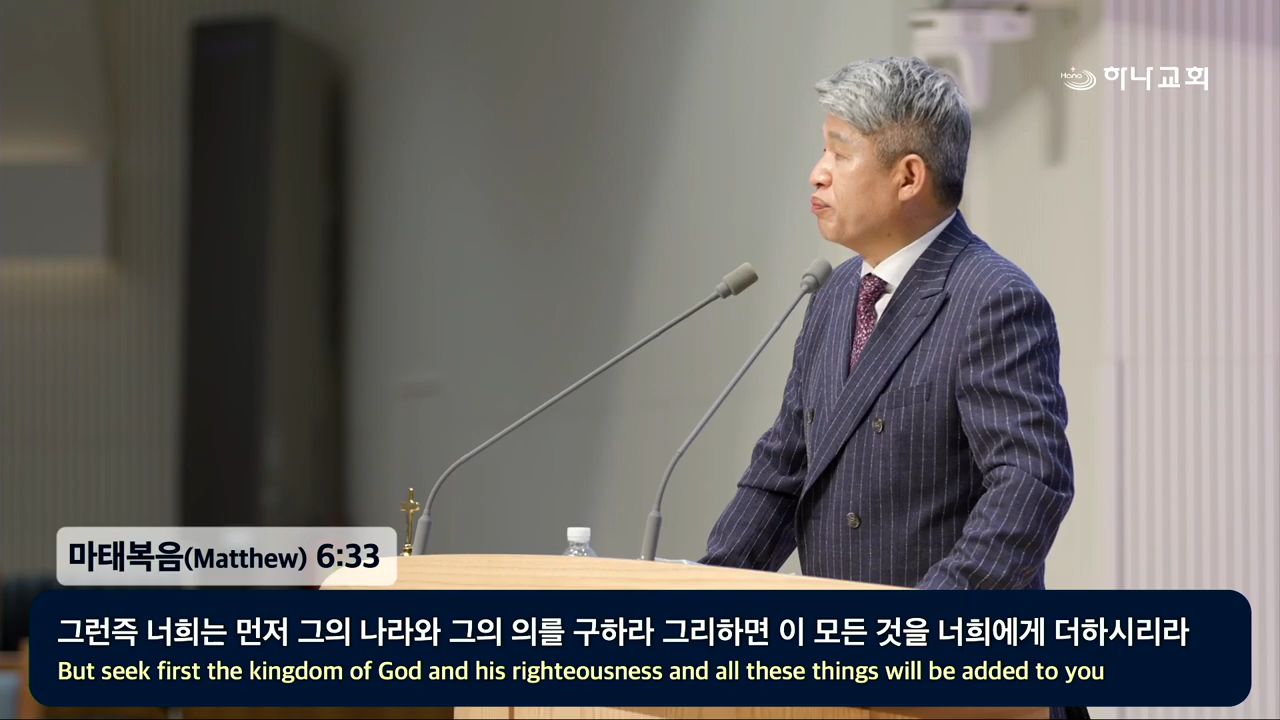 Hana 하나교회
마태복음(Matthew) 6:33
그런즉 너희는 먼저 그의 나라와 그의 의를 구하라 그리하면 이 모든 것을 너희에게 더하시리라
But seek first the kingdom of God and his righteousness and all these things will be added to you